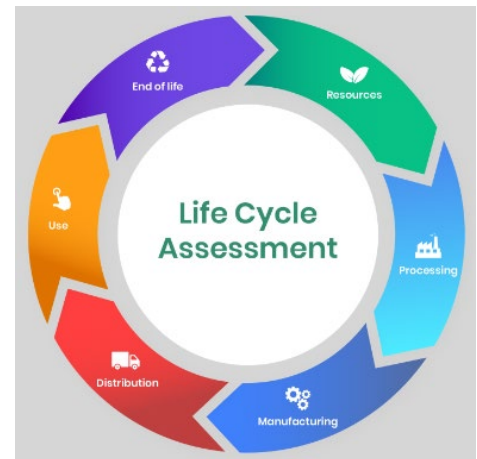 Life Cycle
Assessment
Resources
Processing
Manufacturing
Distribution
Use
End of life